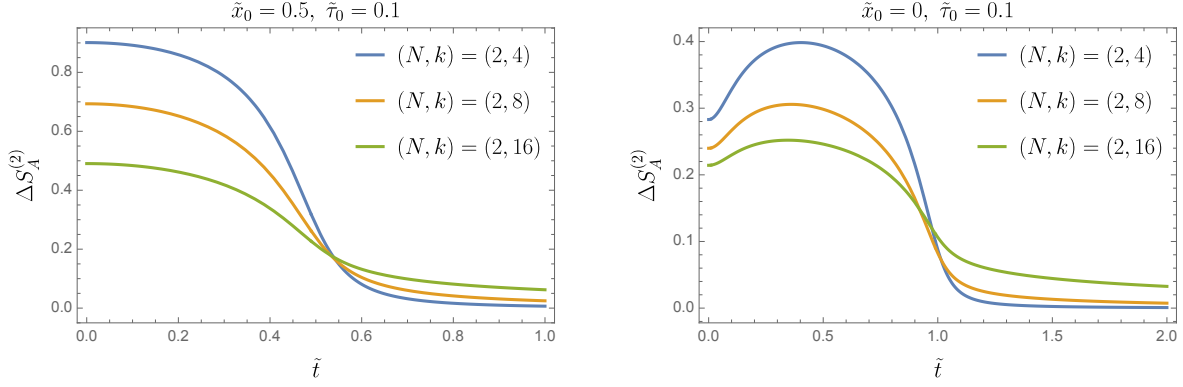 x̃₀ = 0.5, τ̃₀ = 0.1
(N, k) = (2, 4)
(N, k) = (2, 8)
(N, k) = (2, 16)
0.8
0.6
0.4
0.2
0.0
ΔS_A^(2)
0.0 0.2 0.4 0.6 0.8 1.0
t̃
x̃₀ = 0, τ̃₀ = 0.1
(N, k) = (2, 4)
(N, k) = (2, 8)
(N, k) = (2, 16)
0.4
0.3
0.2
0.1
0.0
ΔS_A^(2)
0.0 0.5 1.0 1.5 2.0
t̃